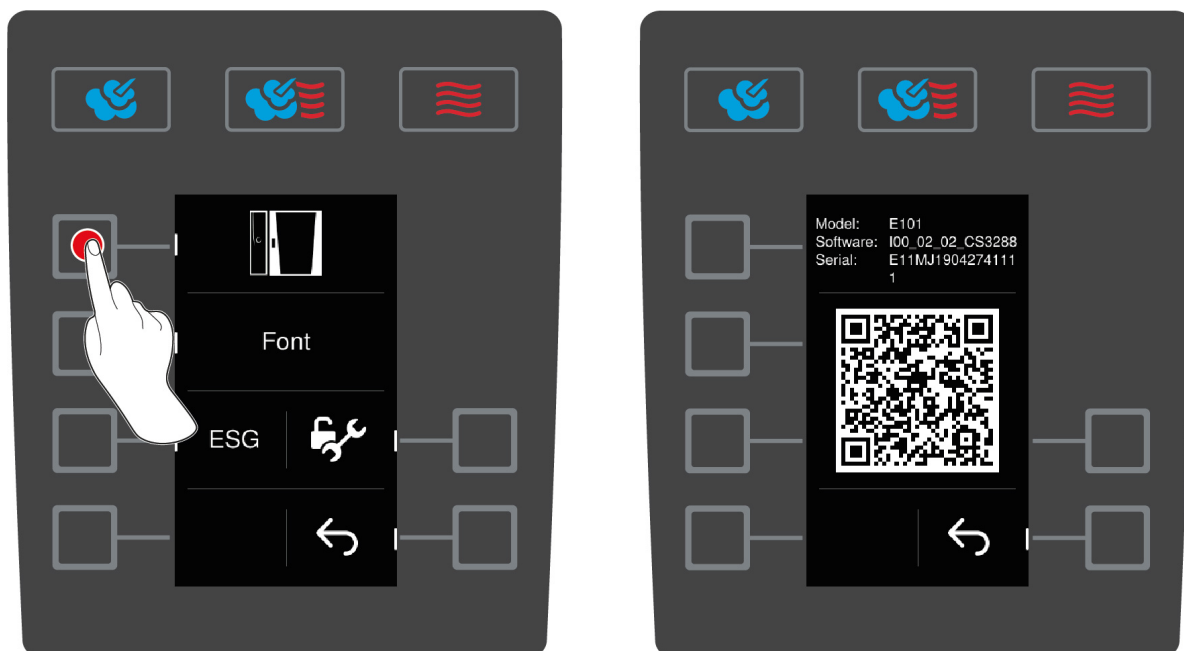 Font
ESG
Model: E101
Software: I00_02_02_CS3288
Serial: E11MJ1904274111
1